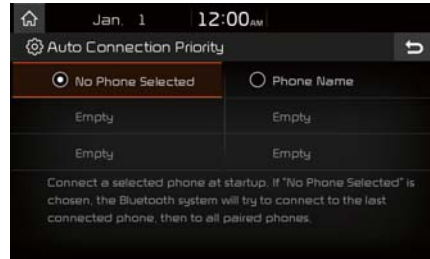 Jan. 1 12:00AM
Auto Connection Priority
No Phone Selected Phone Name
Empty Empty
Empty Empty
Connect a selected phone at startup. If "No Phone Selected" is
chosen, the Bluetooth system will try to connect to the last
connected phone, then to all paired phones.